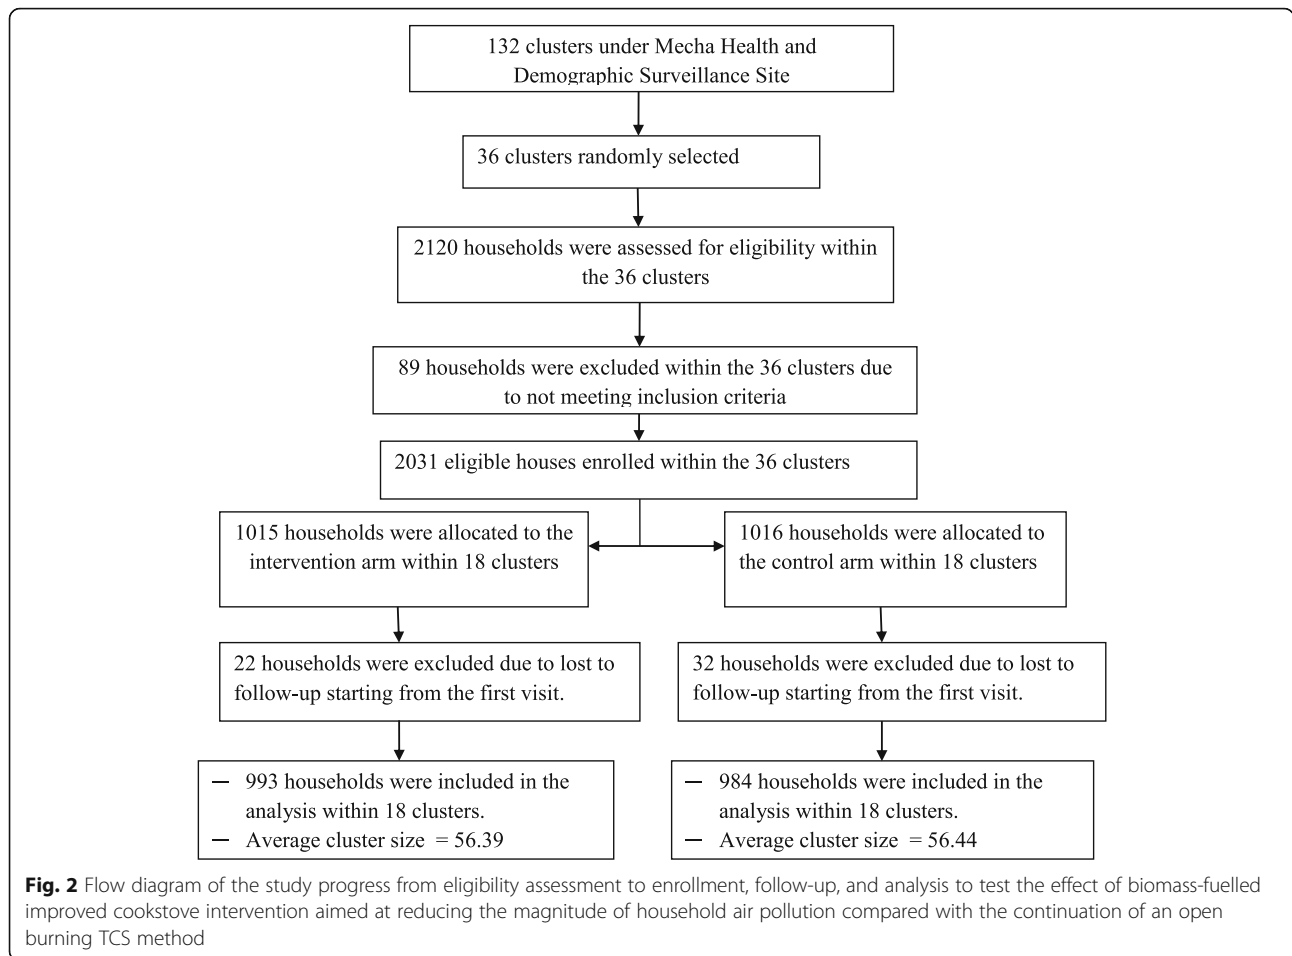 132 clusters under Mecha Health and
Demographic Surveillance Site
36 clusters randomly selected
2120 households were assessed for eligibility within
the 36 clusters
89 households were excluded within the 36 clusters due
to not meeting inclusion criteria
2031 eligible houses enrolled within the 36 clusters
1015 households were allocated to the
intervention arm within 18 clusters
1016 households were allocated to
the control arm within 18 clusters
22 households were excluded due to lost to
follow-up starting from the first visit.
32 households were excluded due to lost to
follow-up starting from the first visit.
— 993 households were included in the
analysis within 18 clusters.
— Average cluster size = 56.39
— 984 households were included in the
analysis within 18 clusters.
— Average cluster size = 56.44
Fig. 2 Flow diagram of the study progress from eligibility assessment to enrollment, follow-up, and analysis to test the effect of biomass-fuelled
improved cookstove intervention aimed at reducing the magnitude of household air pollution compared with the continuation of an open
burning TCS method